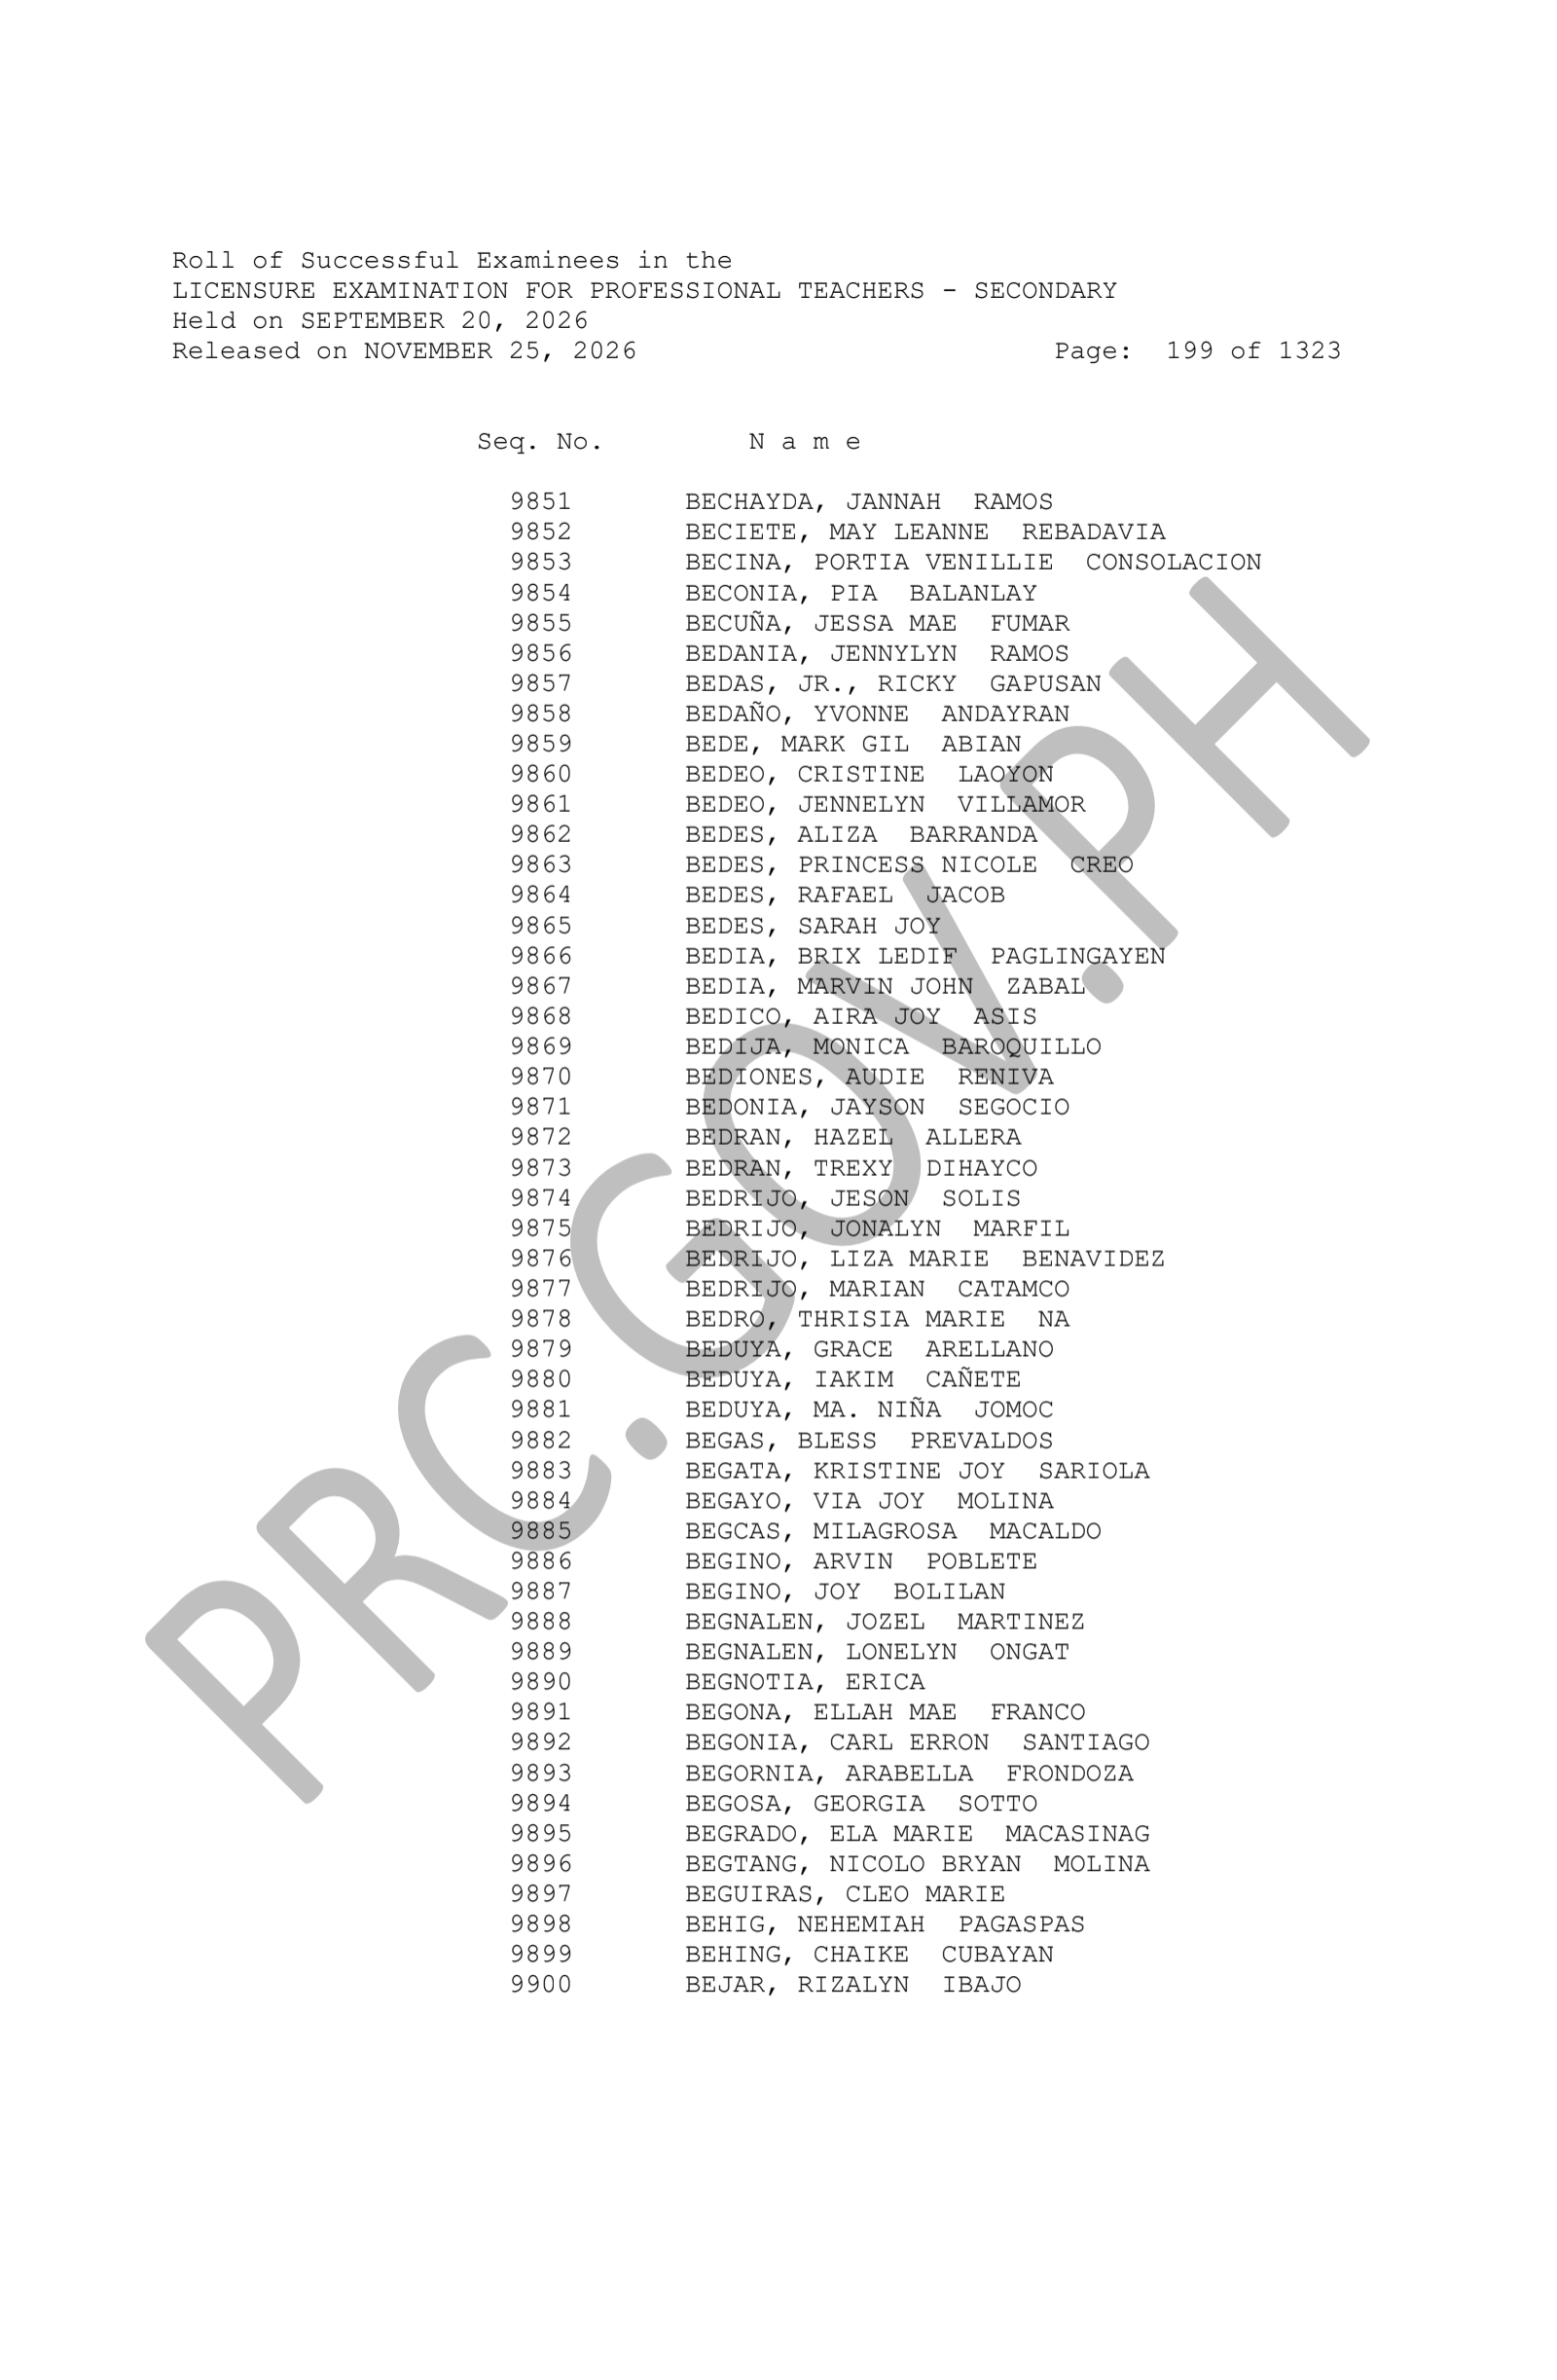 Roll of Successful Examinees in the
LICENSURE EXAMINATION FOR PROFESSIONAL TEACHERS - SECONDARY
Held on SEPTEMBER 20, 2026
Released on NOVEMBER 25, 2026 Page: 199 of 1323
Seq. No. N a m e
9851 BECHAYDA, JANNAH RAMOS
9852 BECIETE, MAY LEANNE REBADAVIA
9853 BECINA, PORTIA VENILLIE CONSOLACION
9854 BECONIA, PIA BALANLAY
9855 BECUÑA, JESSA MAE FUMAR
9856 BEDANIA, JENNYLYN RAMOS
9857 BEDAS, JR., RICKY GAPUSAN
9858 BEDAÑO, YVONNE ANDAYRAN
9859 BEDE, MARK GIL ABIAN
9860 BEDEO, CRISTINE LAOYON
9861 BEDEO, JENNELYN VILLAMOR
9862 BEDES, ALIZA BARRANDA
9863 BEDES, PRINCESS NICOLE CREO
9864 BEDES, RAFAEL JACOB
9865 BEDES, SARAH JOY
9866 BEDIA, BRIX LEDIF PAGLINGAYEN
9867 BEDIA, MARVIN JOHN ZABAL
9868 BEDICO, AIRA JOY ASIS
9869 BEDIJA, MONICA BAROQUILLO
9870 BEDIONES, AUDIE RENIVA
9871 BEDONIA, JAYSON SEGOCIO
9872 BEDRAN, HAZEL ALLERA
9873 BEDRAN, TREXY DIHAYCO
9874 BEDRIJO, JESON SOLIS
9875 BEDRIJO, JONALYN MARFIL
9876 BEDRIJO, LIZA MARIE BENAVIDEZ
9877 BEDRIJO, MARIAN CATAMCO
9878 BEDRO, THRISIA MARIE NA
9879 BEDUYA, GRACE ARELLANO
9880 BEDUYA, IAKIM CAÑETE
9881 BEDUYA, MA. NIÑA JOMOC
9882 BEGAS, BLESS PREVALDOS
9883 BEGATA, KRISTINE JOY SARIOLA
9884 BEGAYO, VIA JOY MOLINA
9885 BEGCAS, MILAGROSA MACALDO
9886 BEGINO, ARVIN POBLETE
9887 BEGINO, JOY BOLILAN
9888 BEGNALEN, JOZEL MARTINEZ
9889 BEGNALEN, LONELYN ONGAT
9890 BEGNOTIA, ERICA
9891 BEGONA, ELLAH MAE FRANCO
9892 BEGONIA, CARL ERRON SANTIAGO
9893 BEGORNIA, ARABELLA FRONDOZA
9894 BEGOSA, GEORGIA SOTTO
9895 BEGRADO, ELA MARIE MACASINAG
9896 BEGTANG, NICOLO BRYAN MOLINA
9897 BEGUIRAS, CLEO MARIE
9898 BEHIG, NEHEMIAH PAGASPAS
9899 BEHING, CHAIKE CUBAYAN
9900 BEJAR, RIZALYN IBAJO
PRC.GOV.PH